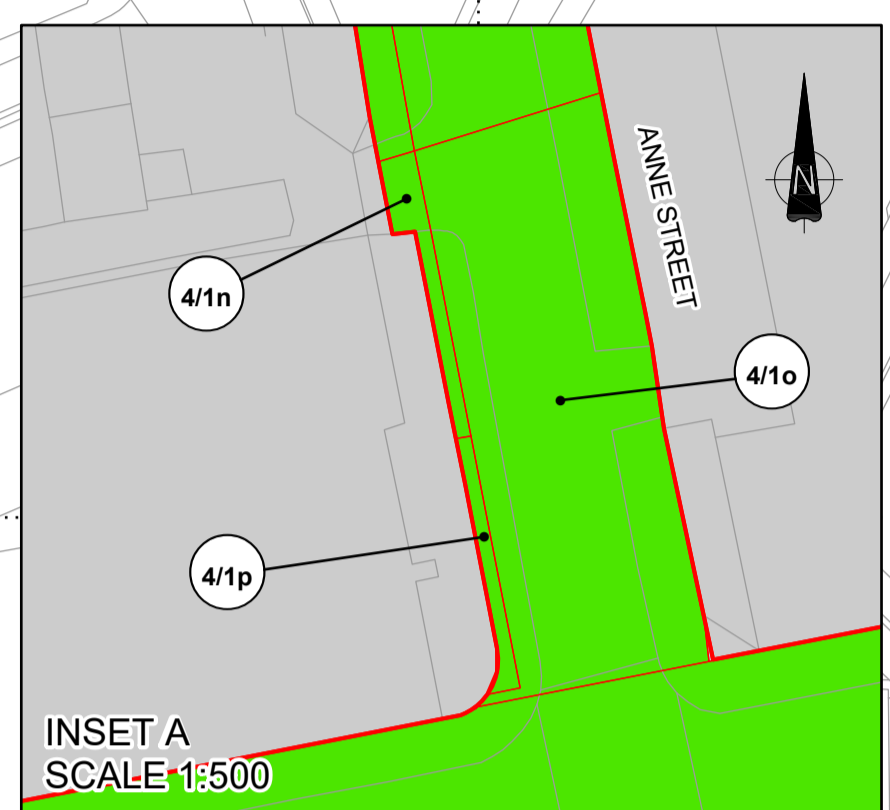 ANNE STREET
N
4/1n
4/1o
4/1p
INSET A
SCALE 1:500